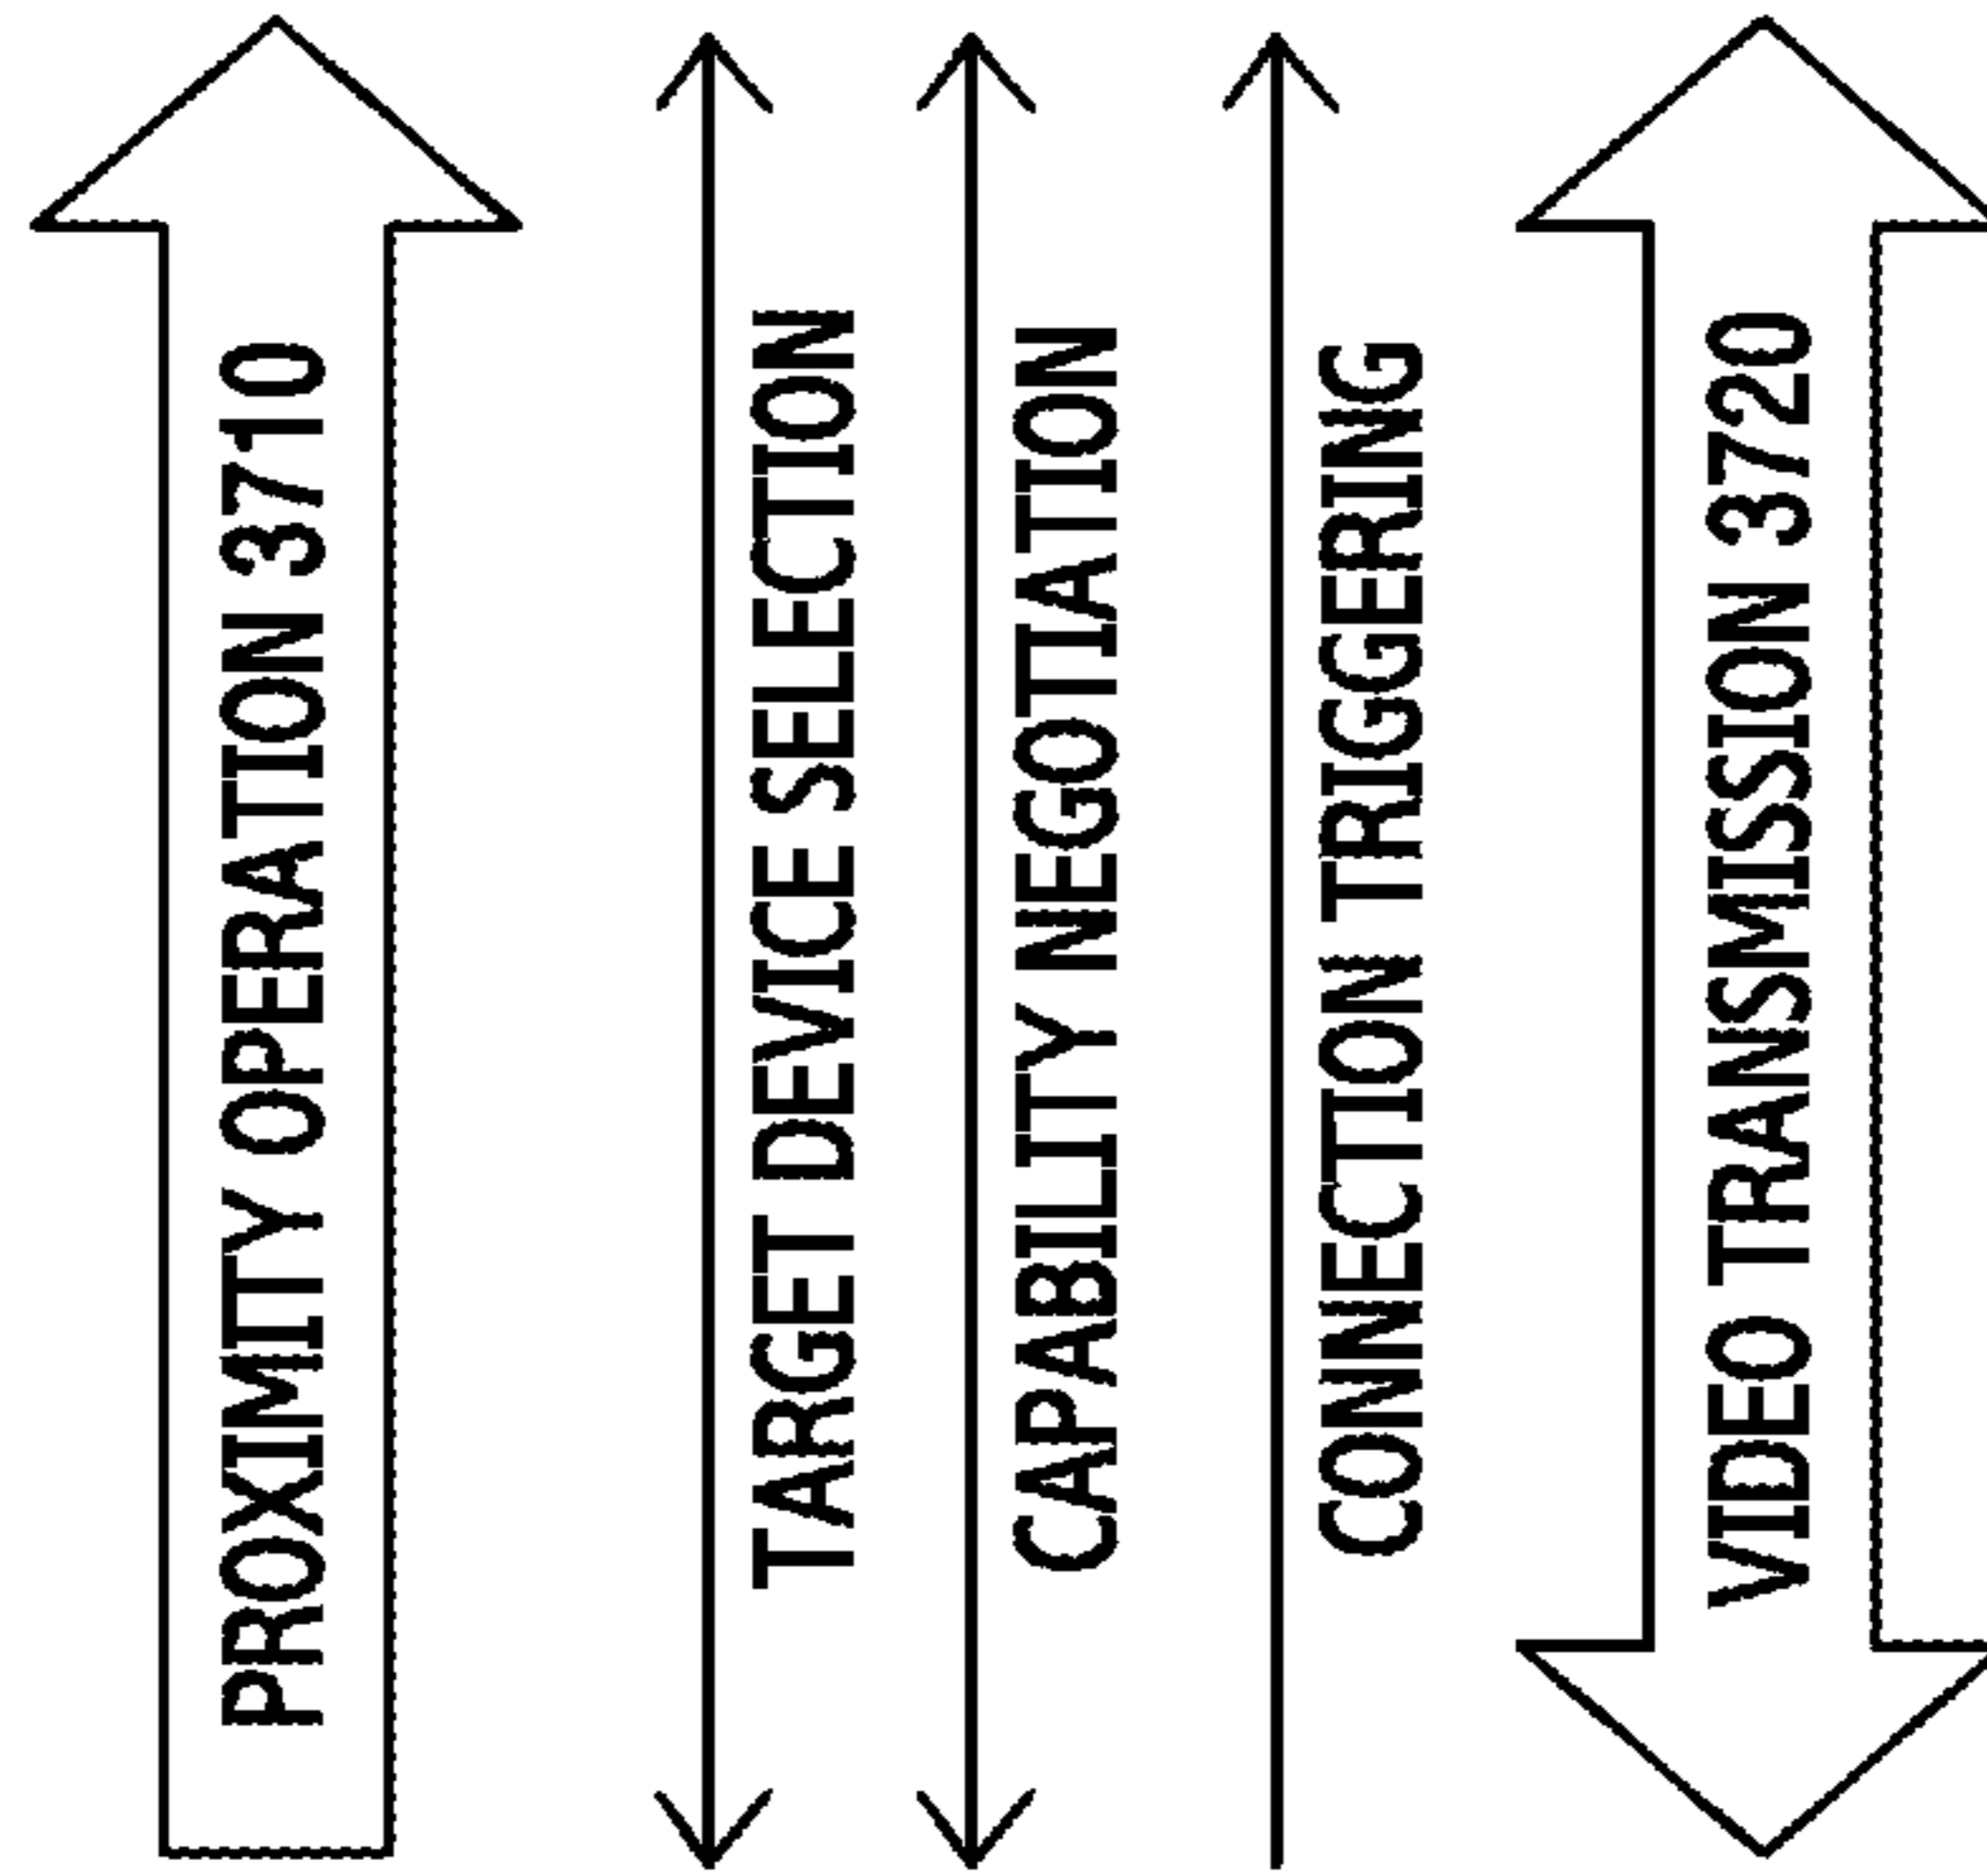 PROXIMITY OPERATION 3710
TARGET DEVICE SELECTION
CAPABILITY NEGOTIATION
CONNECTION TRIGGERING
VIDEO TRANSMISSION 3720